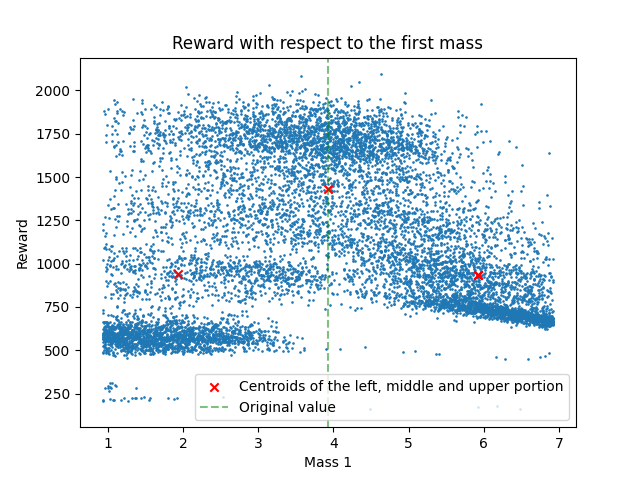 Reward with respect to the first mass
2000
1750
1500
1250
1000
750
500
250
Reward
Centroids of the left, middle and upper portion
Original value
1 2 3 4 5 6 7
Mass 1